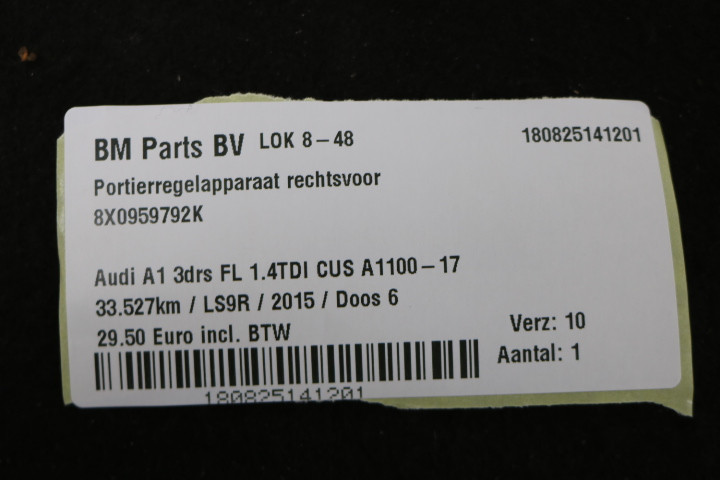 BM Parts BV LOK 8-48 180825141201
Portierregelapparaat rechtsvoor
8X0959792K
Audi A1 3drs FL 1.4TDI CUS A1100-17
33.527km / LS9R / 2015 / Doos 6
29.50 Euro incl. BTW
Verz: 10
Aantal: 1
180825141201